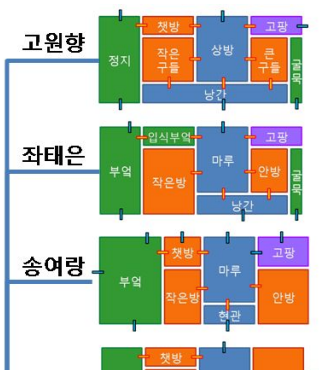 고원향
정지
챗방
작은
구들
상방
고팡
큰
구들
굴
묵
낭간
좌태은
부엌
입식부엌
작은방
마루
고팡
안방
굴
묵
낭간
송여랑
부엌
챗방
작은방
마루
현관
고팡
안방
챗방